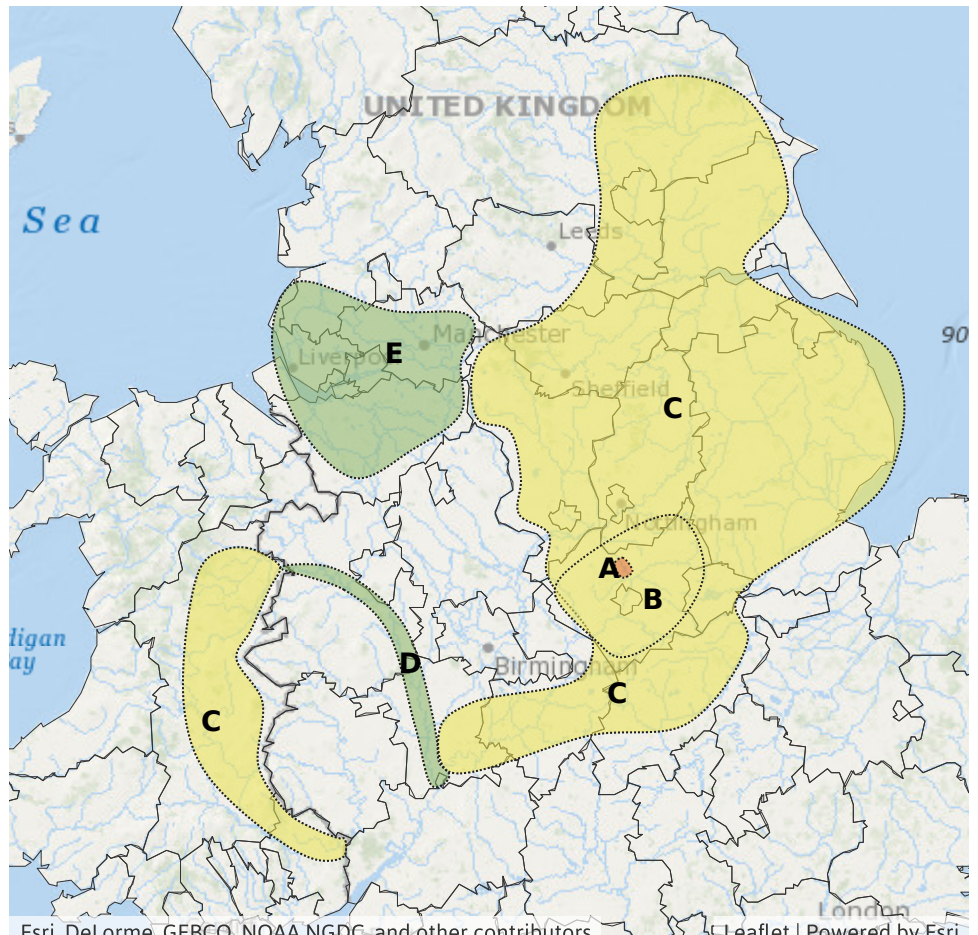 UNITED KINGDOM
Sea
Leeds
90
Manchester
Liverpool
E
Sheffield
C
Nottingham
A
B
digan
ay
D
Birmingham
C
C
London
Esri, DeLorme, GEBCO, NOAA NGDC, and other contributors
Leaflet | Powered by Esri